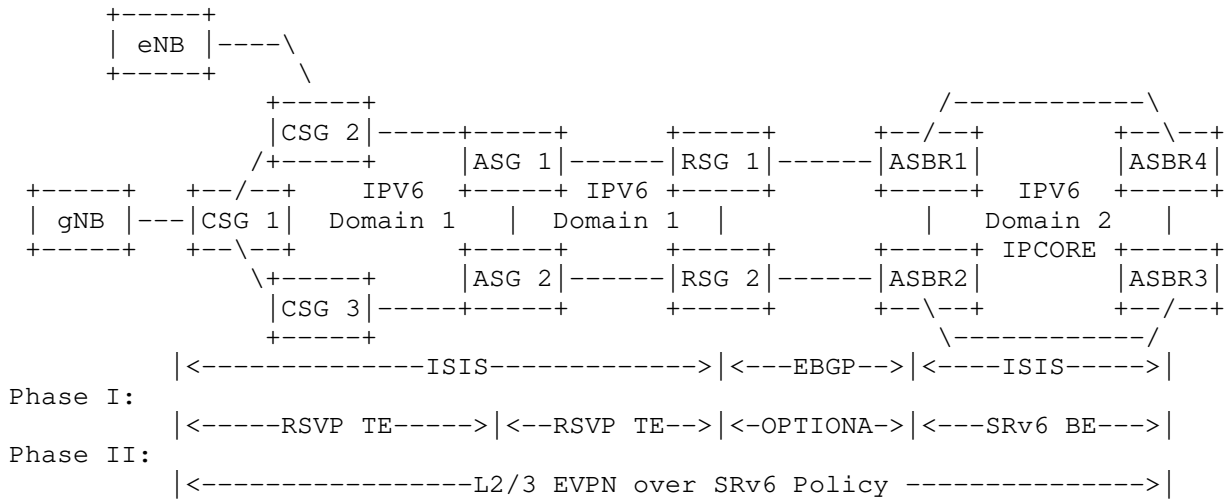 eNB
CSG 2
ASG 1 RSG 1 ASBR1 ASBR4
IPV6 IPV6 IPV6
gNB CSG 1 Domain 1 Domain 1 Domain 2
IPCORE
ASG 2 RSG 2 ASBR2 ASBR3
CSG 3
|<--------------ISIS------------->|<---EBGP-->|<----ISIS----->|
Phase I:
|<-----RSVP TE----->|<--RSVP TE-->|<-OPTIONA->|<---SRv6 BE--->|
Phase II:
|<----------------L2/3 EVPN over SRv6 Policy --------------->|